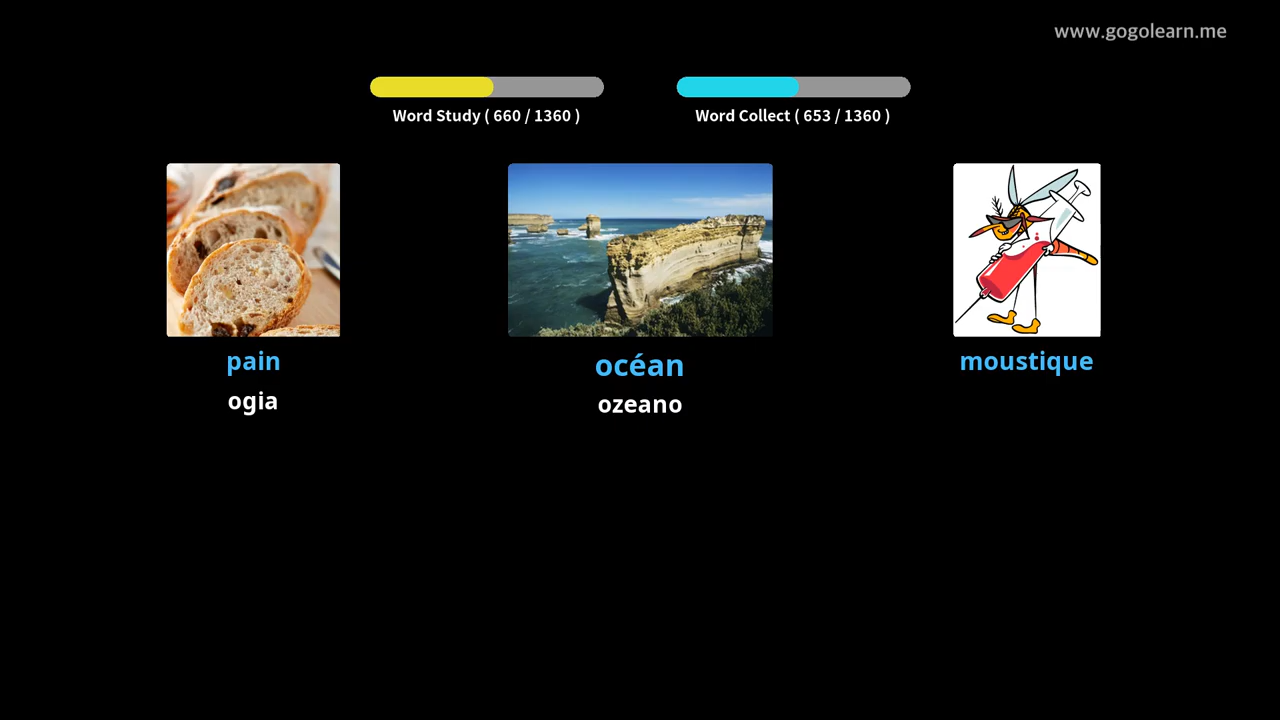 www.gogolearn.me
Word Study ( 660 / 1360 )
Word Collect ( 653 / 1360 )
pain
ogia
océan
ozeano
moustique